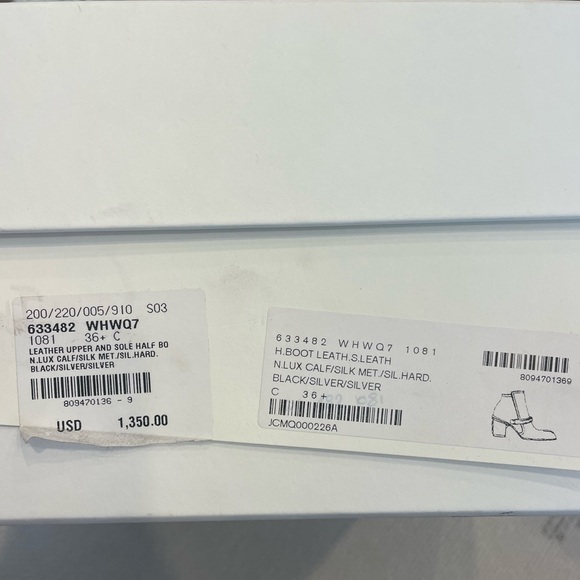 200/220/005/910 S03
633482 WHWQ7
1081 36+ C
LEATHER UPPER AND SOLE HALF BO
N.LUX CALF/SILK MET./SIL.HARD.
BLACK/SILVER/SILVER
809470136 - 9
USD 1,350.00
633482 WHWQ7 1081
H.BOOT LEATH.S.LEATH
N.LUX CALF/SILK MET./SIL.HARD.
BLACK/SILVER/SILVER
C 36+
1081
JCMQ000226A
8094701369